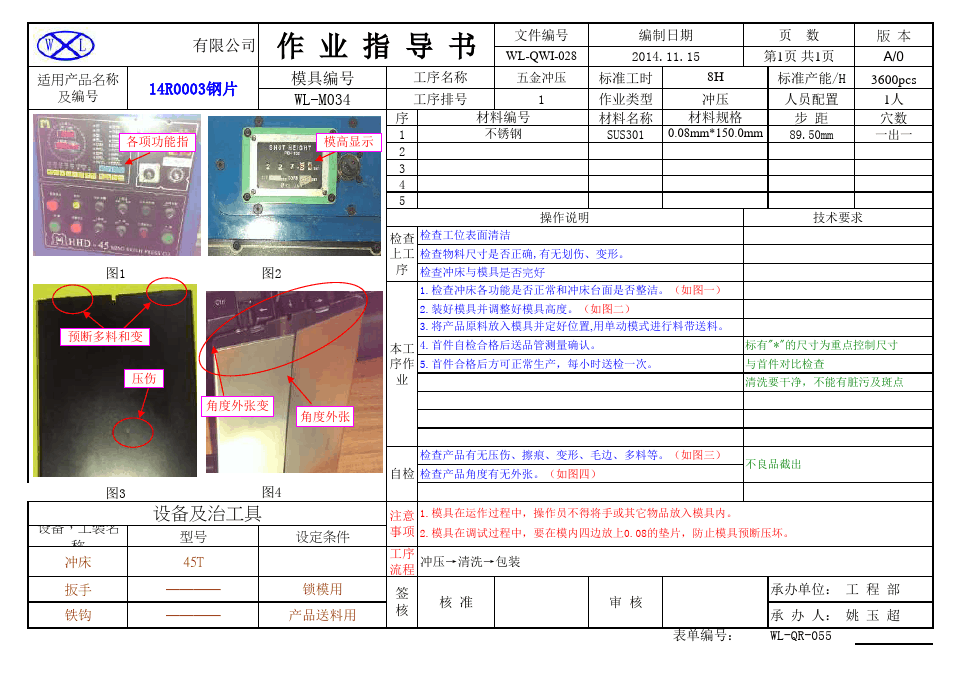 WXL 有限公司 作 业 指 导 书 文件编号 编制日期 页 数 版 本
WL-QWI-028 2014.11.15 第1页 共1页 A/0
适用产品名称及编号 14R0003钢片 模具编号 工序名称 五金冲压 标准工时 8H 标准产能/H 3600pcs
WL-M034 工序排号 1 作业类型 冲压 人员配置 1人
序 材料编号 材料名称 材料规格 步 距 穴数
1 不锈钢 SUS301 0.08mm*150.0mm 89.50mm 一出一
2
3
4
5
各项功能指
HHD-45
模高显示
SHUT HEIGHT
图1 图2
预断多料和变
压伤
Ctrl
角度外张变
角度外张
图3 图4
操作说明 技术要求
检查上工序
检查工位表面清洁
检查物料尺寸是否正确,有无划伤、变形。
检查冲床与模具是否完好
本工序作业
1.检查冲床各功能是否正常和冲床台面是否整洁。(如图一)
2.装好模具并调整好模具高度。(如图二)
3.将产品原料放入模具并定好位置,用单动模式进行料带送料。
4.首件自检合格后送品管测量确认。 标有"*"的尺寸为重点控制尺寸
5.首件合格后方可正常生产，每小时送检一次。 与首件对比检查
清洗要干净，不能有脏污及斑点
自检
检查产品有无压伤、擦痕、变形、毛边、多料等。(如图三) 不良品截出
检查产品角度有无外张。(如图四)
设备及治工具
设备、工装名称 型号 设定条件
冲床 45T
扳手 ———— 锁模用
铁钩 ———— 产品送料用
注意事项
1.模具在运作过程中，操作员不得将手或其它物品放入模具内。
2.模具在调试过程中，要在模内四边放上0.08的垫片，防止模具预断压坏。
工序流程 冲压→清洗→包装
签核 核 准 审 核 承办单位: 工 程 部
承 办 人: 姚 玉 超
表单编号: WL-QR-055